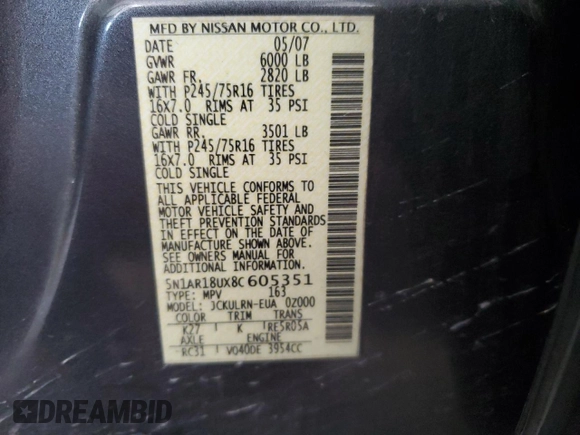 MFD BY NISSAN MOTOR CO., LTD.
DATE 05/07
GVWR 6000 LB
GAWR FR. 2820 LB
WITH P245/75R16 TIRES
16X7.0 RIMS AT 35 PSI
COLD SINGLE
GAWR RR. 3501 LB
WITH P245/75R16 TIRES
16X7.0 RIMS AT 35 PSI
COLD SINGLE
THIS VEHICLE CONFORMS TO
ALL APPLICABLE FEDERAL
MOTOR VEHICLE SAFETY AND
THEFT PREVENTION STANDARDS
IN EFFECT ON THE DATE OF
MANUFACTURE SHOWN ABOVE.
SEE OWNERS MANUAL FOR
ADDITIONAL INFORMATION
5N1AR18UX8C605351
TYPE: MPV 163
MODEL: JCKULRN-EUA 0Z000
COLOR TRIM TRANS
K27 K RE5R05A
AXLE ENGINE
RC31 VQ40DE 3954CC
DREAMBID